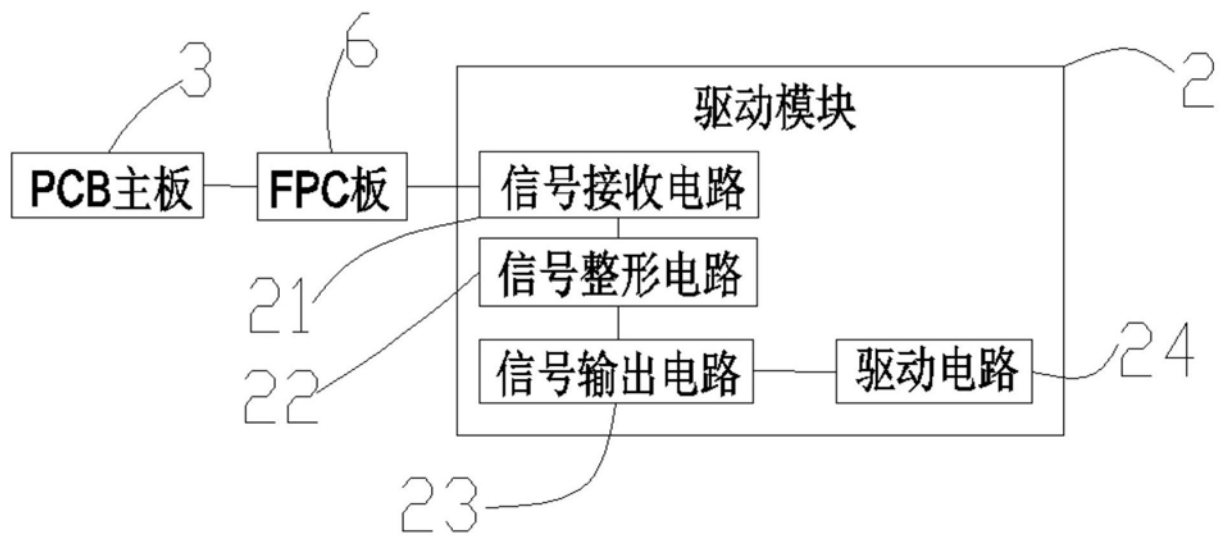 6
3
2
驱动模块
PCB主板
FPC板
信号接收电路
21
信号整形电路
22
信号输出电路
驱动电路
24
23